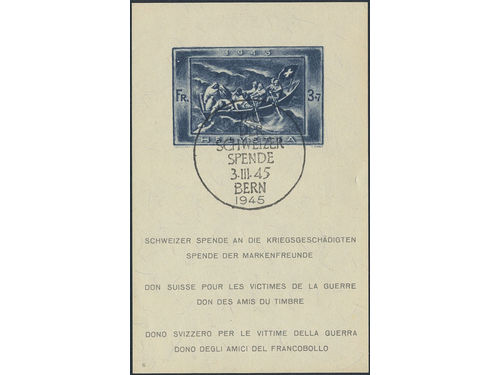 1945
FR. 3+7
HELVETIA
DER
SCHWEIZER
SPENDE
3.III.45
BERN
1945
SCHWEIZER SPENDE AN DIE KRIEGSGESCHÄDIGTEN
SPENDE DER MARKENFREUNDE
DON SUISSE POUR LES VICTIMES DE LA GUERRE
DON DES AMIS DU TIMBRE
DONO SVIZZERO PER LE VITTIME DELLA GUERRA
DONO DEGLI AMICI DEL FRANCOBOLLO